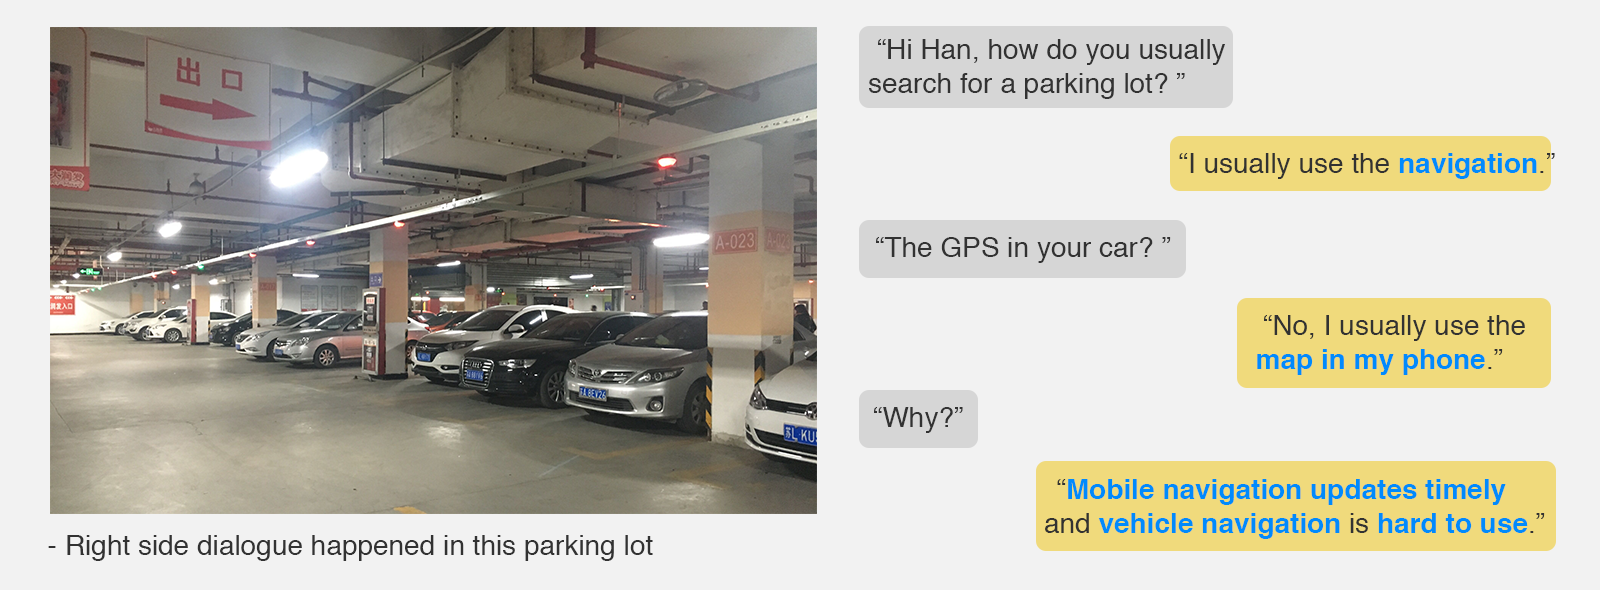 出口
A-023
“Hi Han, how do you usually
search for a parking lot? ”
“I usually use the navigation.”
“The GPS in your car? ”
“No, I usually use the
map in my phone.”
“Why?”
“Mobile navigation updates timely
and vehicle navigation is hard to use.”
- Right side dialogue happened in this parking lot